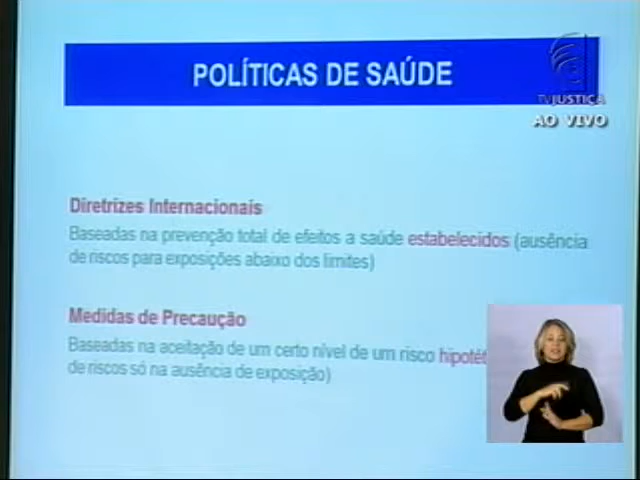 POLÍTICAS DE SAÚDE
TV JUSTIÇA
AO VIVO
Diretrizes Internacionais
Baseadas na prevenção total de efeitos a saúde estabelecidos (ausência
de riscos para exposições abaixo dos limites)
Medidas de Precaução
Baseadas na aceitação de um certo nível de um risco
de riscos só na ausência de exposição)